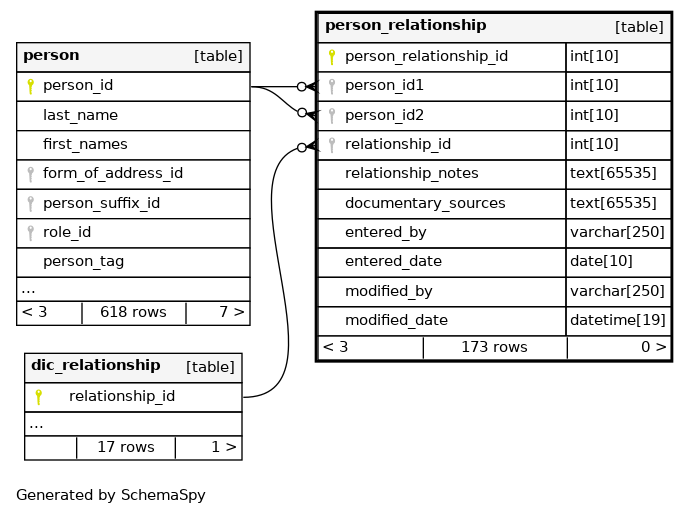 person [table]
person_id
last_name
first_names
form_of_address_id
person_suffix_id
role_id
person_tag
...
< 3 618 rows 7 >
person_relationship [table]
person_relationship_id int[10]
person_id1 int[10]
person_id2 int[10]
relationship_id int[10]
relationship_notes text[65535]
documentary_sources text[65535]
entered_by varchar[250]
entered_date date[10]
modified_by varchar[250]
modified_date datetime[19]
< 3 173 rows 0 >
dic_relationship [table]
relationship_id
...
17 rows 1 >
Generated by SchemaSpy